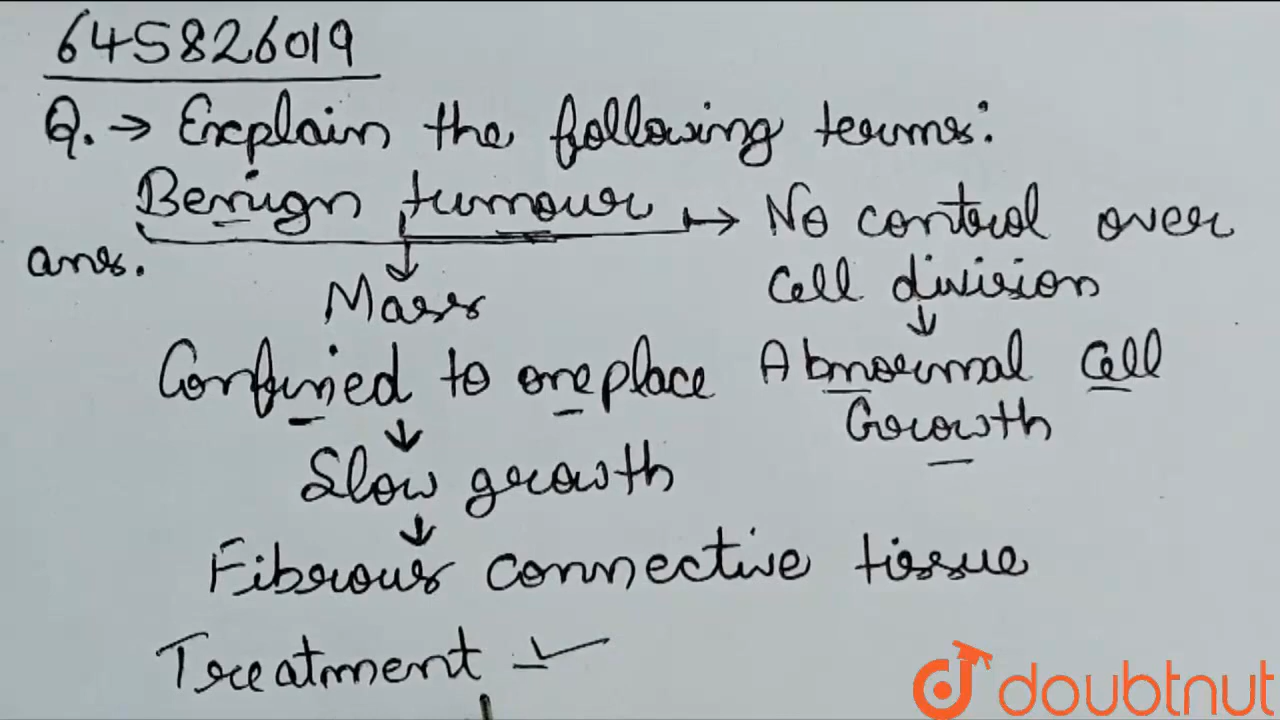 645826019
Q. → Explain the following terms:
Benign tumour → No control over
ans.
cell division
↓
↓
Mass
Confined to one place
Abnormal Cell
Growth
↓
Slow growth
↓
Fibrous connective tissue
Treatment - ✓
doubtnut